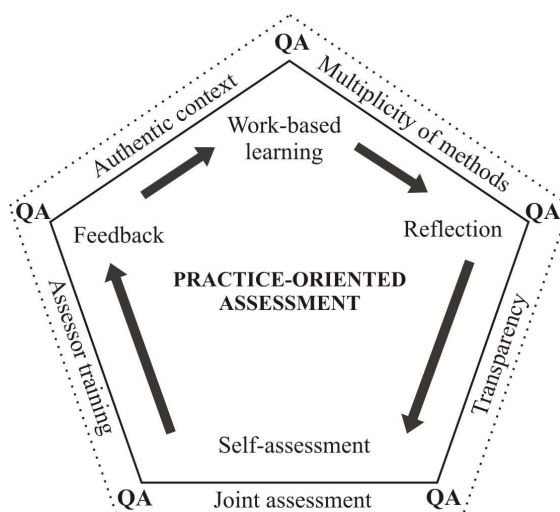 QA
Authentic context
Multiplicity of methods
Work-based
learning
QA
QA
Feedback
Reflection
PRACTICE-ORIENTED
ASSESSMENT
Assessor training
Transparency
Self-assessment
QA
Joint assessment
QA